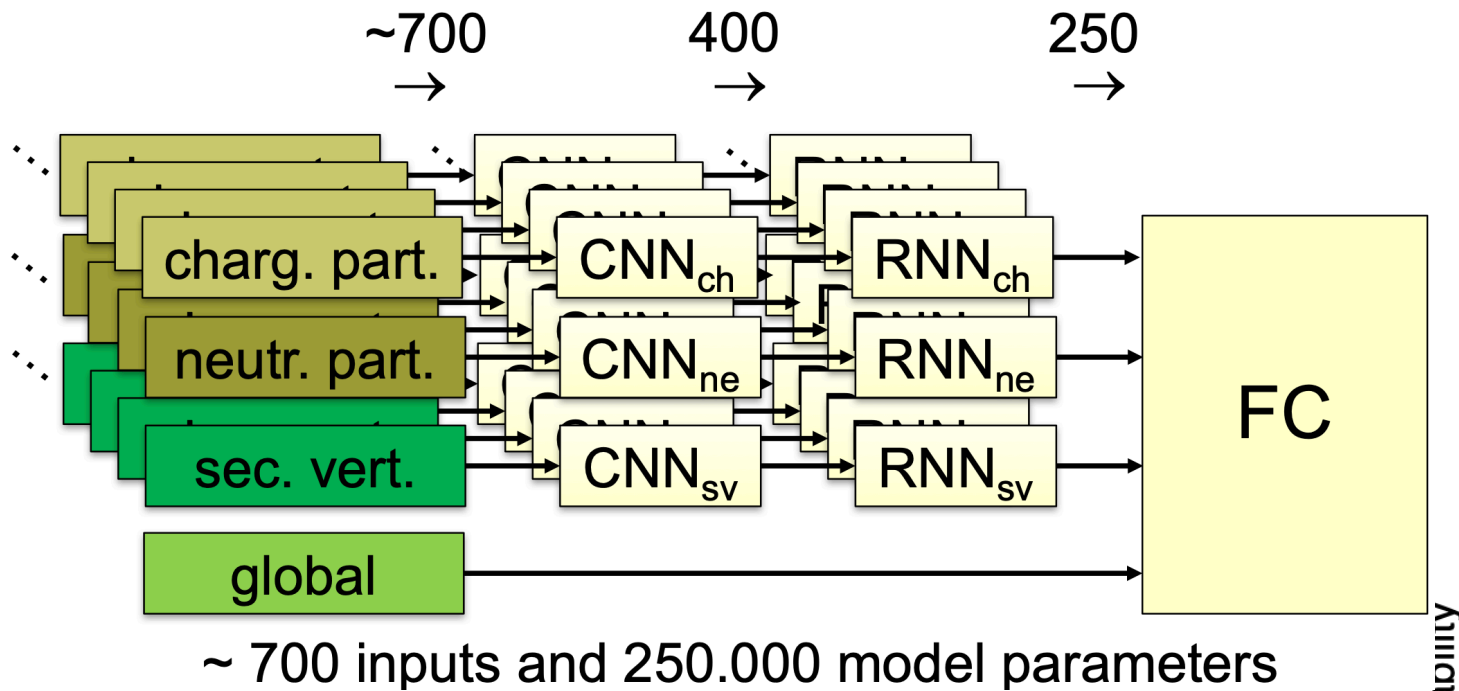 ~700 400 250
→ → →
charg. part. CNNch RNNch
neutr. part. CNNne RNNne
FC
sec. vert. CNNsv RNNsv
global
~ 700 inputs and 250.000 model parameters
ability